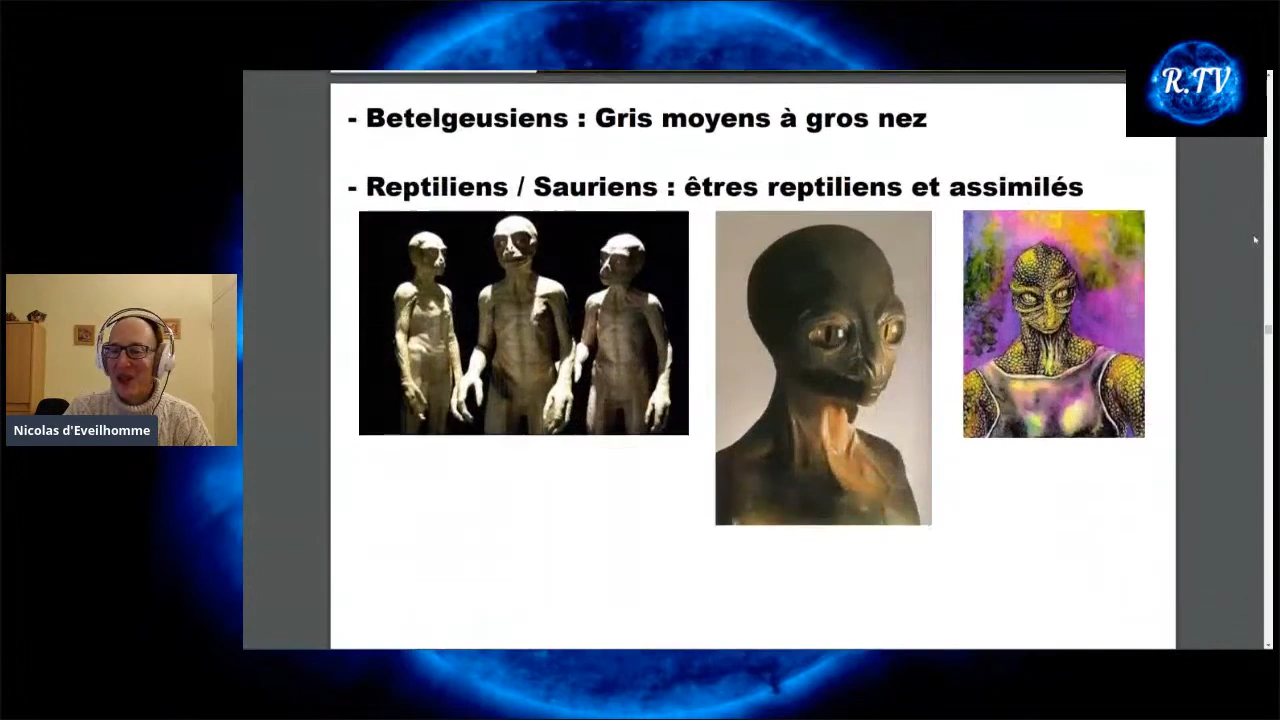 R.TV
- Betelgeusiens : Gris moyens à gros nez
- Reptiliens / Sauriens : êtres reptiliens et assimilés
Nicolas d'Eveilhomme